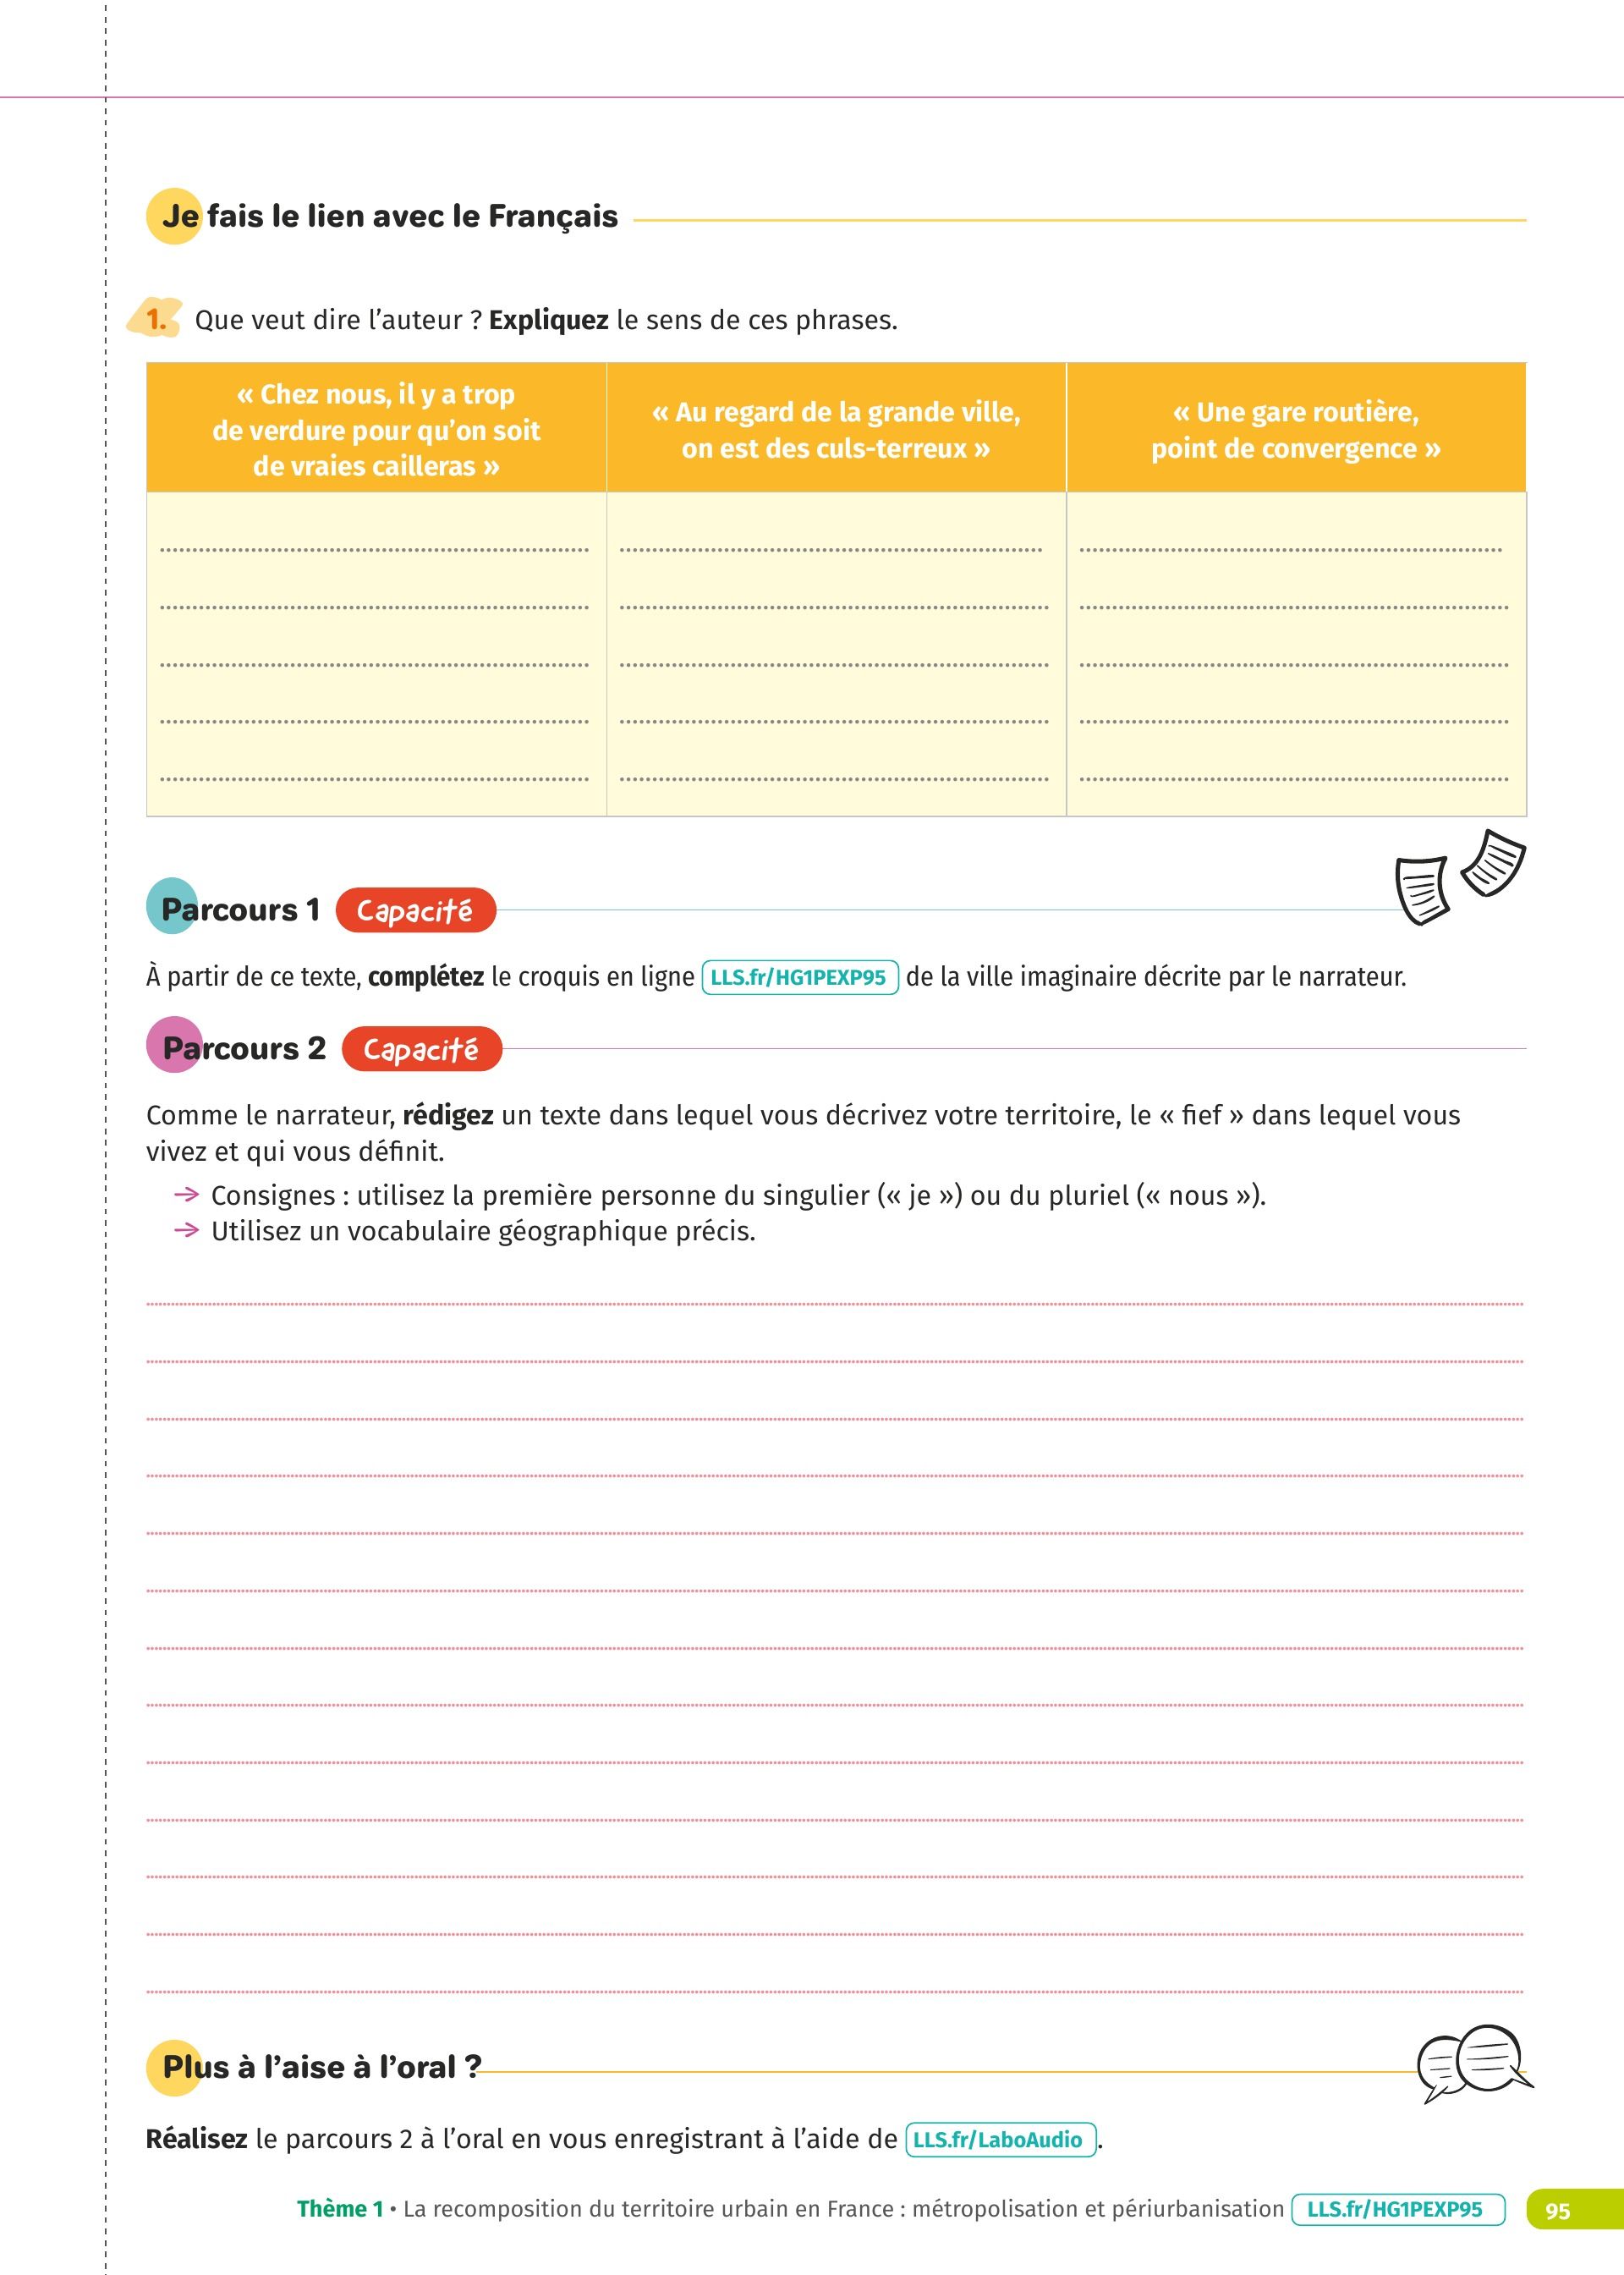 Je fais le lien avec le Français
1. Que veut dire l'auteur ? Expliquez le sens de ces phrases.
« Chez nous, il y a trop
de verdure pour qu'on soit
de vraies cailleras »
« Au regard de la grande ville,
on est des culs-terreux »
« Une gare routière,
point de convergence »
Parcours 1 Capacité
À partir de ce texte, complétez le croquis en ligne LLS.fr/HG1PEXP95 de la ville imaginaire décrite par le narrateur.
Parcours 2 Capacité
Comme le narrateur, rédigez un texte dans lequel vous décrivez votre territoire, le « fief » dans lequel vous
vivez et qui vous définit.
→ Consignes : utilisez la première personne du singulier (« je ») ou du pluriel (« nous »).
→ Utilisez un vocabulaire géographique précis.
Plus à l'aise à l'oral ?
Réalisez le parcours 2 à l'oral en vous enregistrant à l'aide de LLS.fr/LaboAudio.
Thème 1 • La recomposition du territoire urbain en France : métropolisation et périurbanisation LLS.fr/HG1PEXP95 95